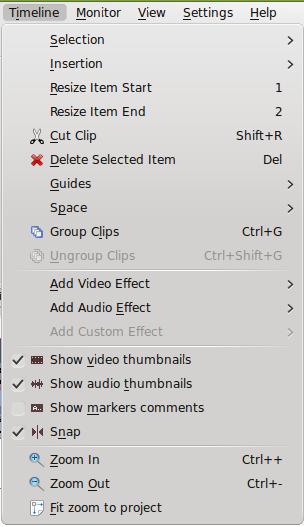 Timeline Monitor View Settings Help
Selection
Insertion
Resize Item Start 1
Resize Item End 2
Cut Clip Shift+R
Delete Selected Item Del
Guides
Space
Group Clips Ctrl+G
Ungroup Clips Ctrl+Shift+G
Add Video Effect
Add Audio Effect
Add Custom Effect
Show video thumbnails
Show audio thumbnails
Show markers comments
Snap
Zoom In Ctrl++
Zoom Out Ctrl+-
Fit zoom to project